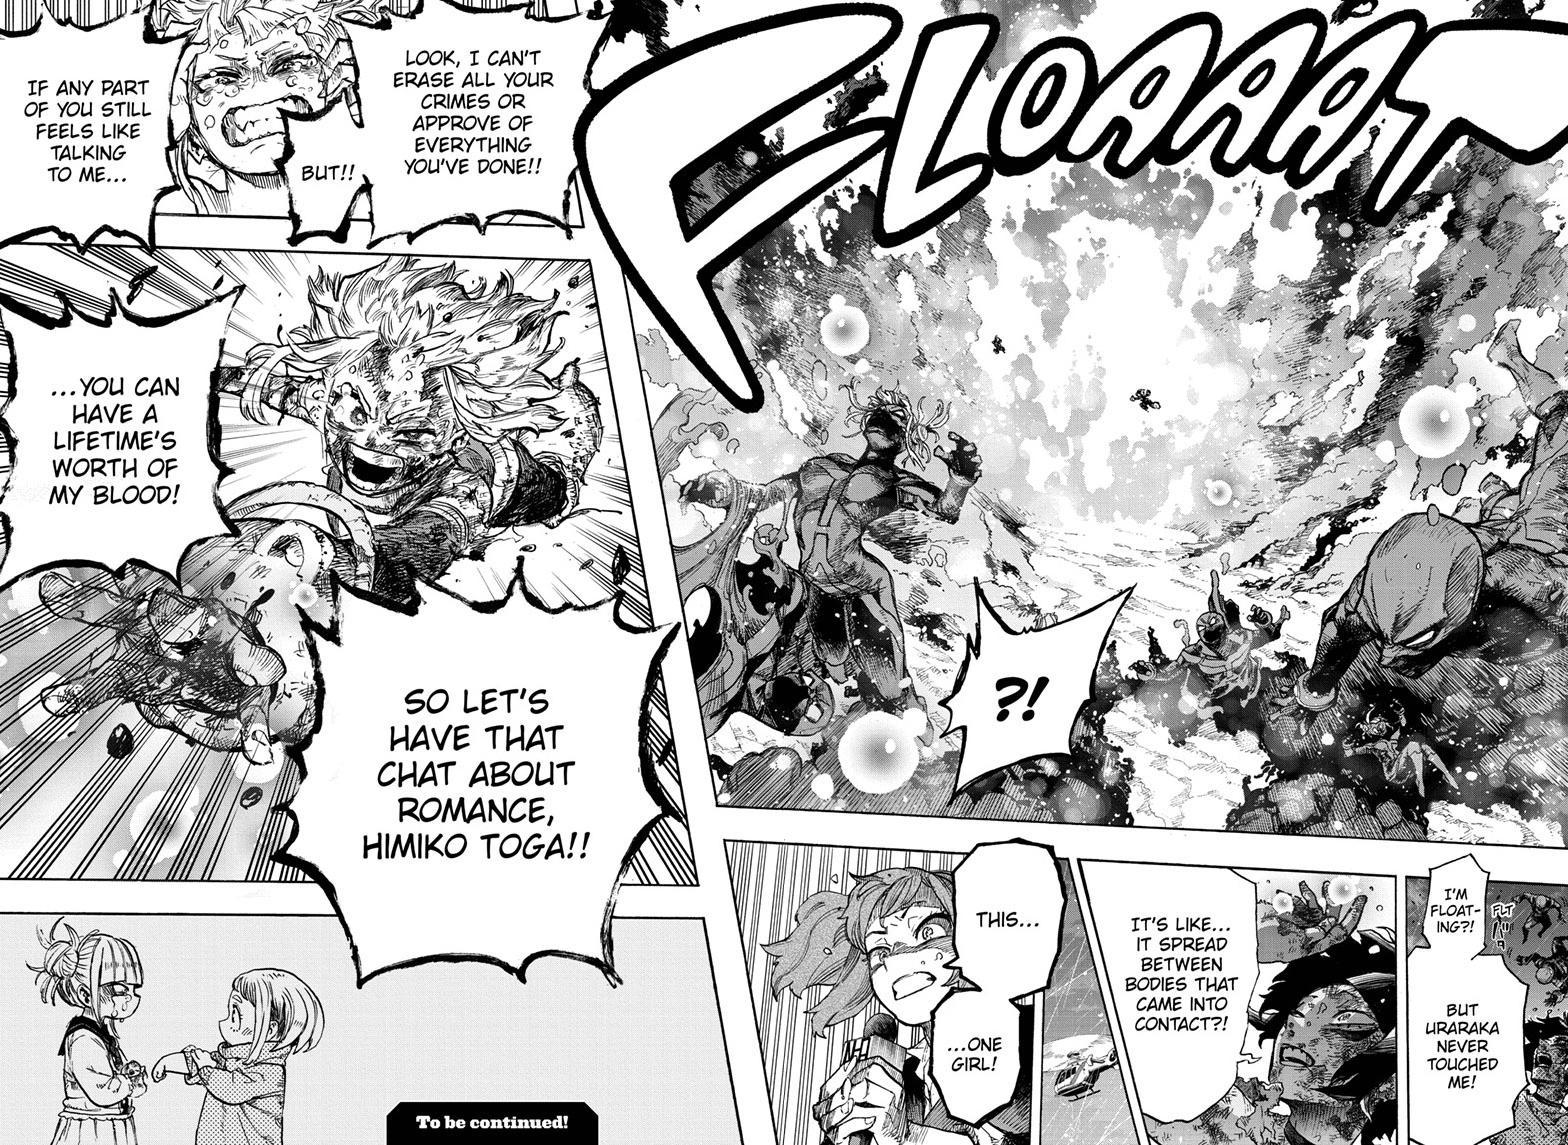 FLOAAAT
?!
I'M
FLOAT-
ING?!
FLT
BUT
URARAKA
NEVER
TOUCHED
ME!
IT'S LIKE...
IT SPREAD
BETWEEN
BODIES THAT
CAME INTO
CONTACT?!
THIS...
...ONE
GIRL!
LOOK, I CAN'T
ERASE ALL YOUR
CRIMES OR
APPROVE OF
EVERYTHING
YOU'VE DONE!!
BUT!!
IF ANY PART
OF YOU STILL
FEELS LIKE
TALKING
TO ME...
...YOU CAN
HAVE A
LIFETIME'S
WORTH OF
MY BLOOD!
SO LET'S
HAVE THAT
CHAT ABOUT
ROMANCE,
HIMIKO TOGA!!
To be continued!